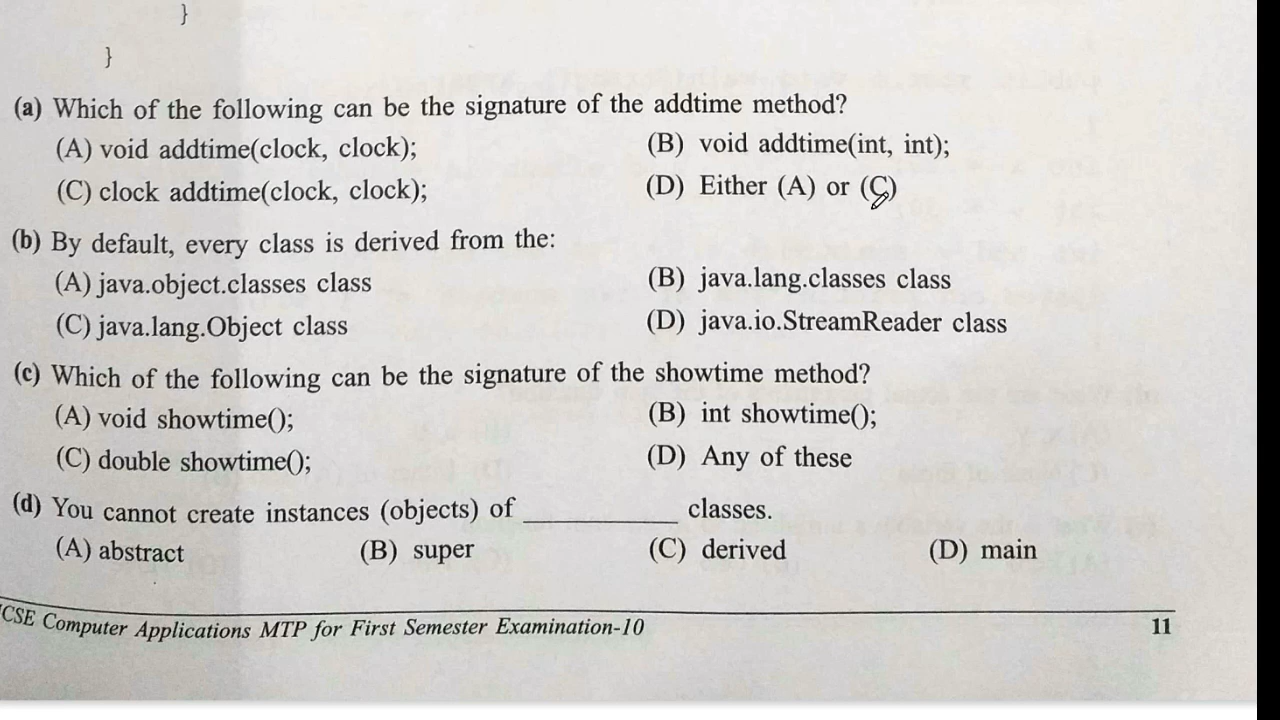 }
}
(a) Which of the following can be the signature of the addtime method?
(A) void addtime(clock, clock); (B) void addtime(int, int);
(C) clock addtime(clock, clock); (D) Either (A) or (C)
(b) By default, every class is derived from the:
(A) java.object.classes class (B) java.lang.classes class
(C) java.lang.Object class (D) java.io.StreamReader class
(c) Which of the following can be the signature of the showtime method?
(A) void showtime(); (B) int showtime();
(C) double showtime(); (D) Any of these
(d) You cannot create instances (objects) of classes.
(A) abstract (B) super (C) derived (D) main
CSE Computer Applications MTP for First Semester Examination-10 11